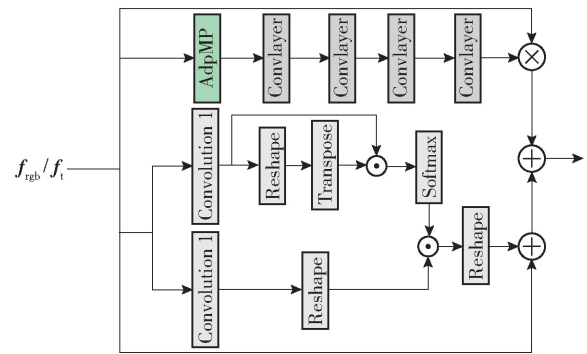 AdpMP
Convlayer
Convlayer
Convlayer
Convlayer
f_rgb/f_t
Convolution 1
Reshape
Transpose
Softmax
Convolution 1
Reshape
Reshape